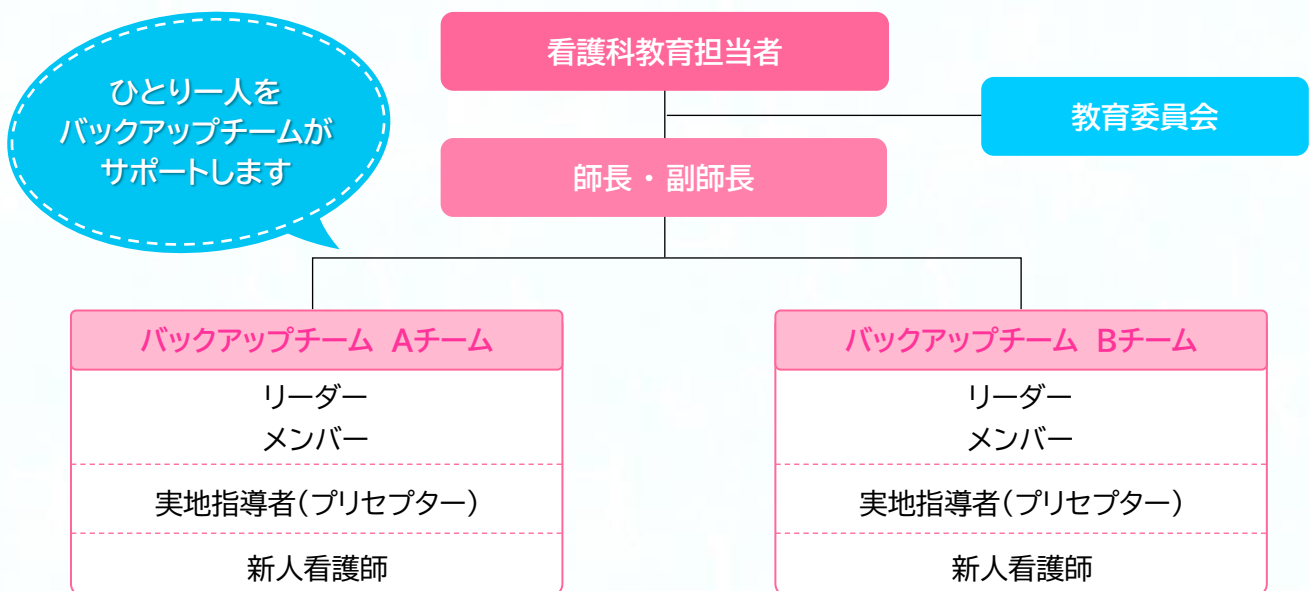 ひとり一人を
バックアップチームが
サポートします
看護科教育担当者
教育委員会
師長・副師長
バックアップチーム Aチーム
リーダー
メンバー
実地指導者(プリセプター)
新人看護師
バックアップチーム Bチーム
リーダー
メンバー
実地指導者(プリセプター)
新人看護師